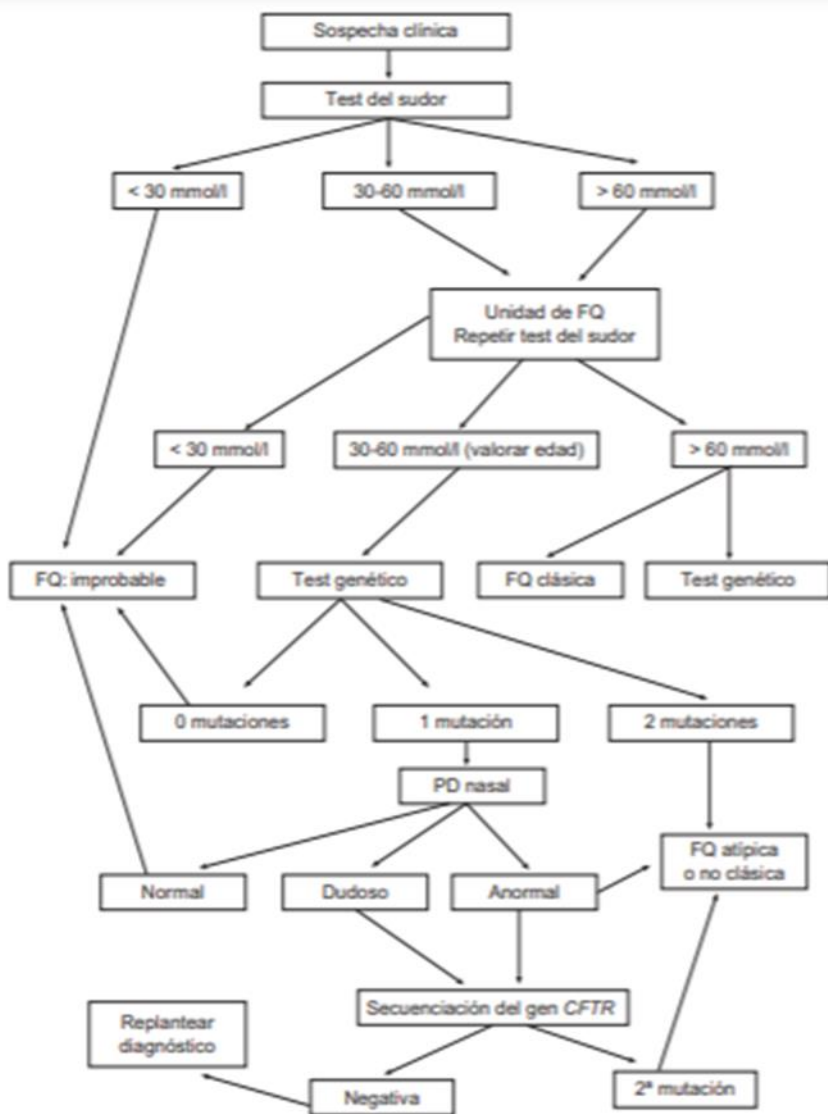 Sospecha clínica
Test del sudor
< 30 mmol/l
30-60 mmol/l
> 60 mmol/l
Unidad de FQ
Repetir test del sudor
< 30 mmol/l
30-60 mmol/l (valorar edad)
> 60 mmol/l
FQ: improbable
Test genético
FQ clásica
Test genético
0 mutaciones
1 mutación
2 mutaciones
PD nasal
FQ atípica
o no clásica
Normal
Dudoso
Anormal
Secuenciación del gen CFTR
Replantear
diagnóstico
Negativa
2ª mutación